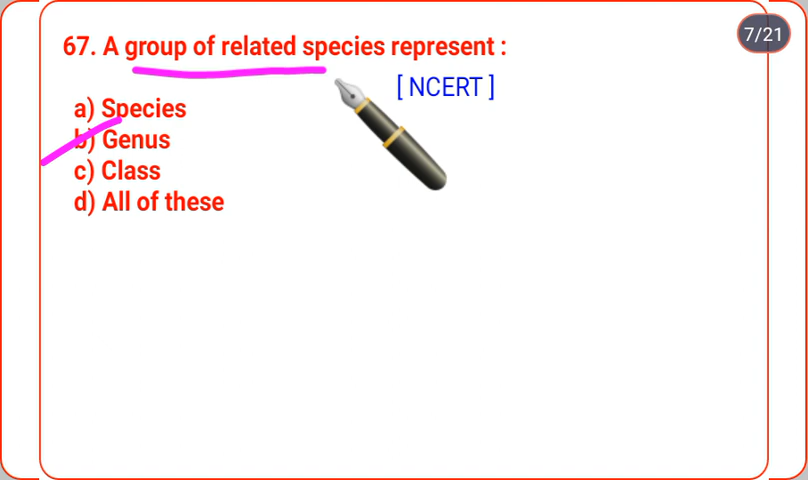 7/21
67. A group of related species represent :
[ NCERT ]
a) Species
b) Genus
c) Class
d) All of these